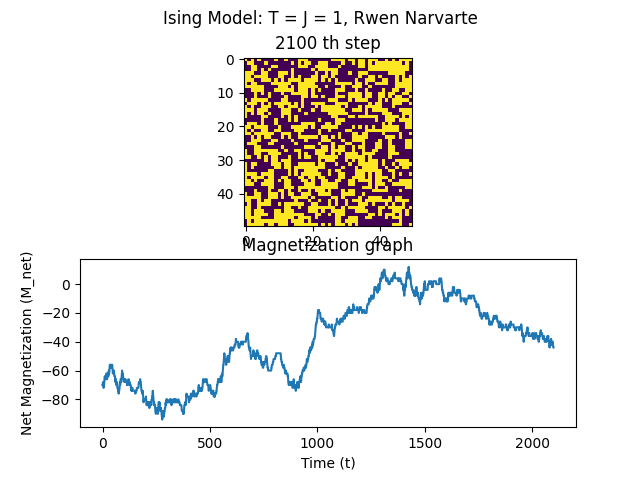 Ising Model: T = J = 1, Rwen Narvarte
2100 th step
0
10
20
30
40
0 20 40
Magnetization graph
Net Magnetization (M_net)
0
−20
−40
−60
−80
0 500 1000 1500 2000
Time (t)